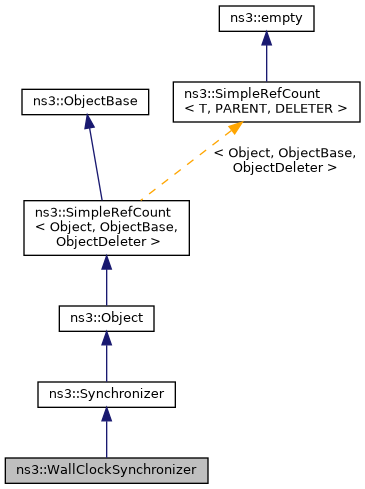 ns3::empty
ns3::SimpleRefCount
< T, PARENT, DELETER >
ns3::ObjectBase
< Object, ObjectBase,
ObjectDeleter >
ns3::SimpleRefCount
< Object, ObjectBase,
ObjectDeleter >
ns3::Object
ns3::Synchronizer
ns3::WallClockSynchronizer